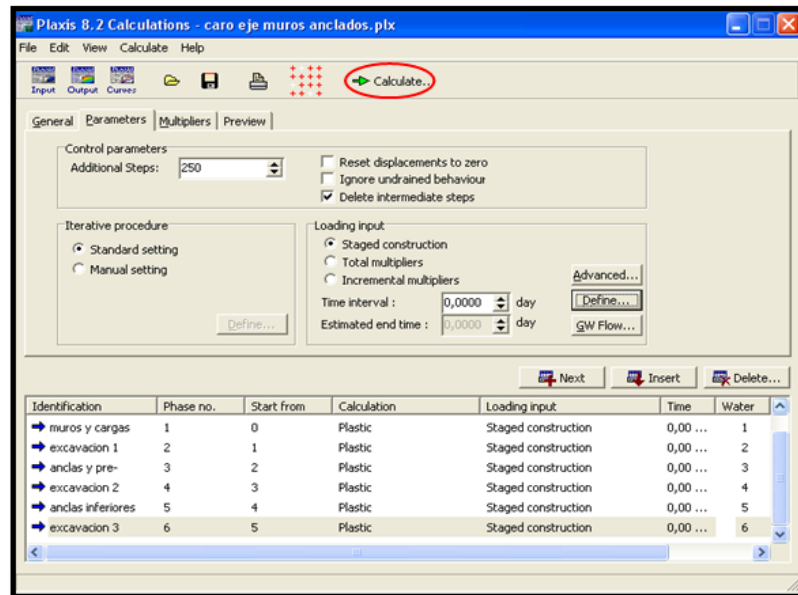 Plaxis 8.2 Calculations - caro eje muros anclados.plx
File Edit View Calculate Help
Input Output Curves Calculate...
General Parameters Multipliers Preview
Control parameters
Additional Steps: 250
Reset displacements to zero
Ignore undrained behaviour
Delete intermediate steps
Iterative procedure
Standard setting
Manual setting
Define...
Loading input
Staged construction
Total multipliers
Incremental multipliers
Advanced...
Time interval : 0,0000 day Define...
Estimated end time : 0,0000 day GW Flow...
Next Insert Delete...
Identification Phase no. Start from Calculation Loading input Time Water
muros y cargas 1 0 Plastic Staged construction 0,00 ... 1
excavacion 1 2 1 Plastic Staged construction 0,00 ... 2
anclas y pre- 3 2 Plastic Staged construction 0,00 ... 3
excavacion 2 4 3 Plastic Staged construction 0,00 ... 4
anclas inferiores 5 4 Plastic Staged construction 0,00 ... 5
excavacion 3 6 5 Plastic Staged construction 0,00 ... 6